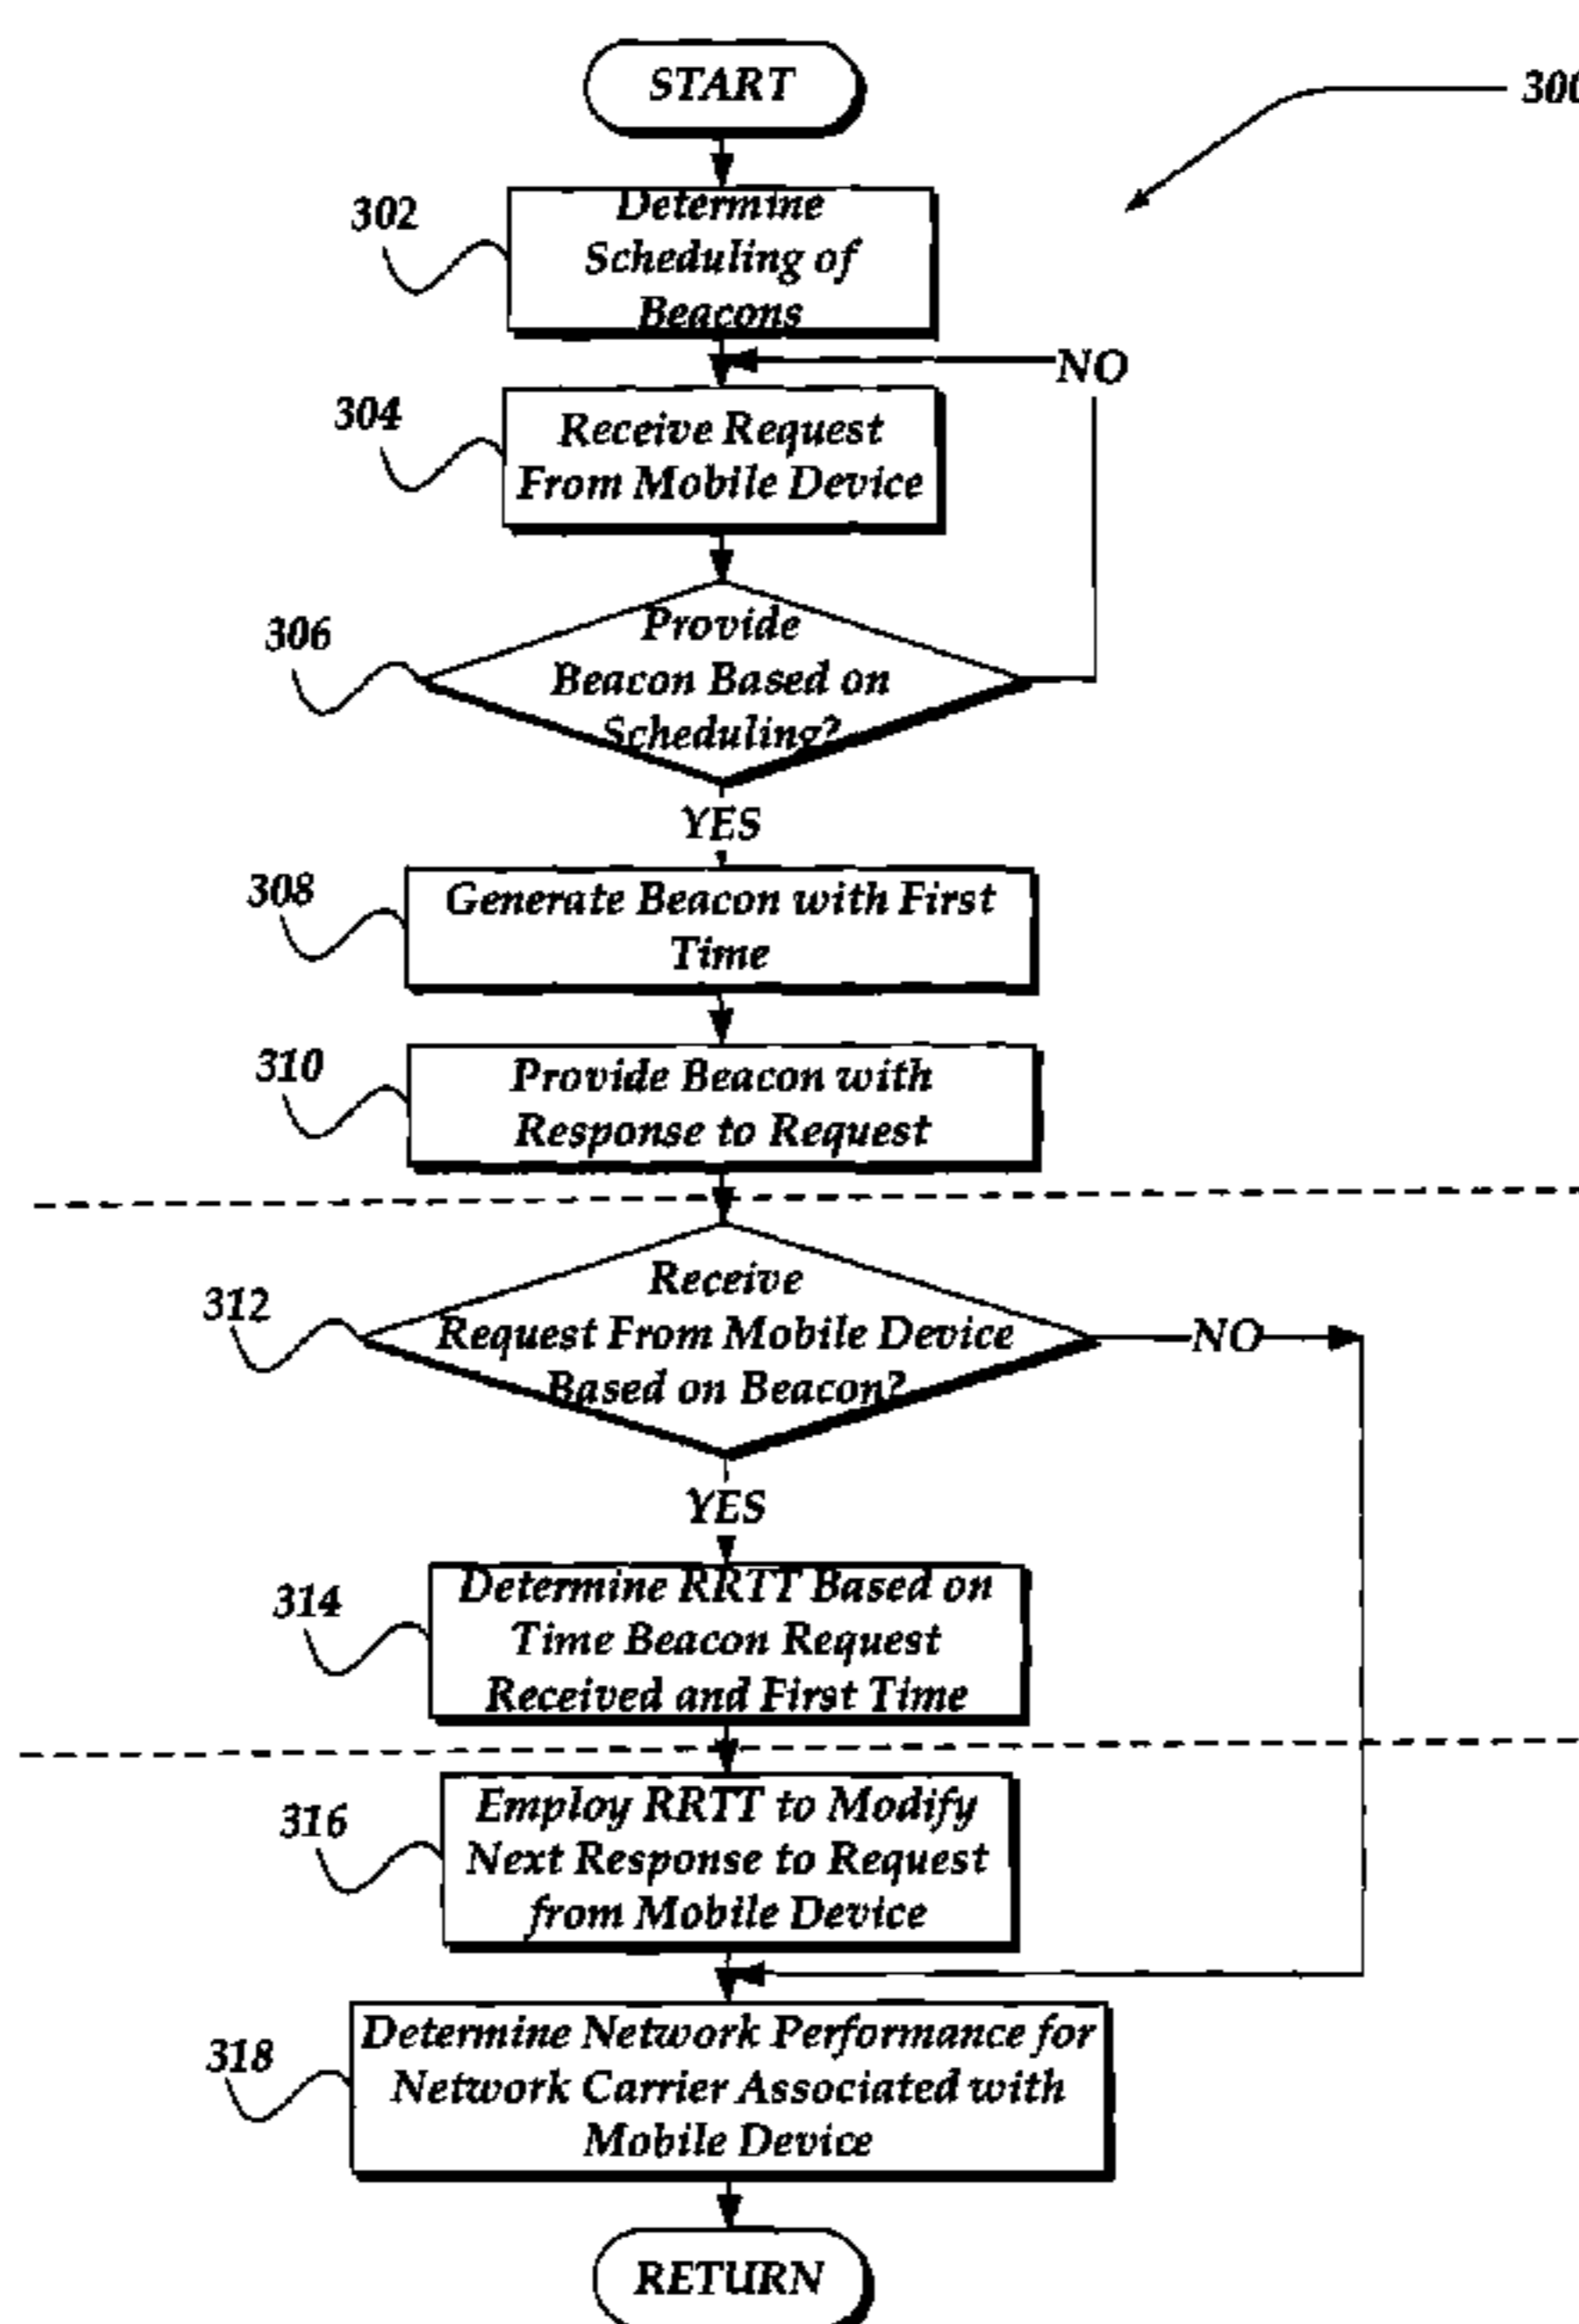 START
300
302
Determine
Scheduling of
Beacons
NO
304
Receive Request
From Mobile Device
306
Provide
Beacon Based on
Scheduling?
YES
308
Generate Beacon with First
Time
310
Provide Beacon with
Response to Request
312
Receive
Request From Mobile Device
Based on Beacon?
NO
YES
314
Determine RRTT Based on
Time Beacon Request
Received and First Time
316
Employ RRTT to Modify
Next Response to Request
from Mobile Device
318
Determine Network Performance for
Network Carrier Associated with
Mobile Device
RETURN